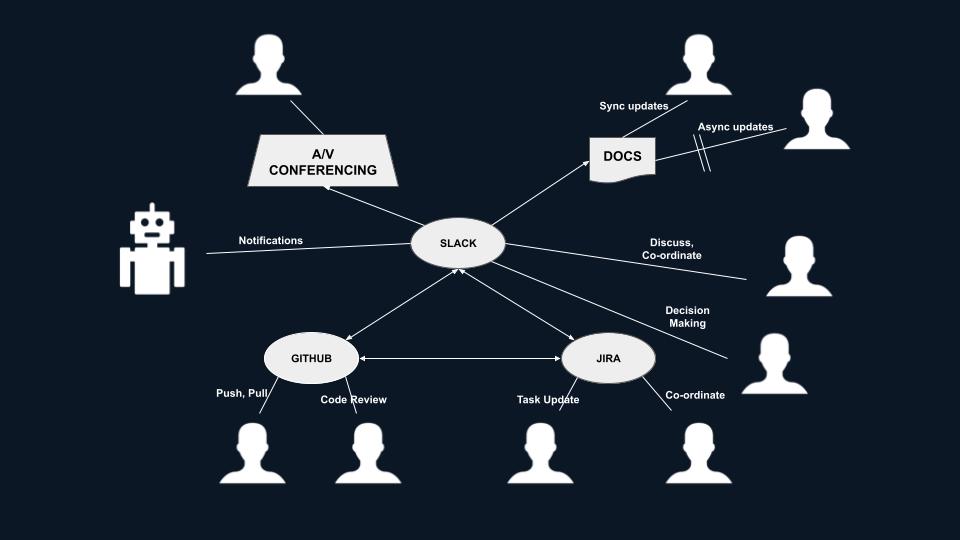 Sync updates
Async updates
A/V
CONFERENCING
DOCS
Notifications
SLACK
Discuss,
Co-ordinate
Decision
Making
GITHUB
JIRA
Push, Pull
Code Review
Task Update
Co-ordinate